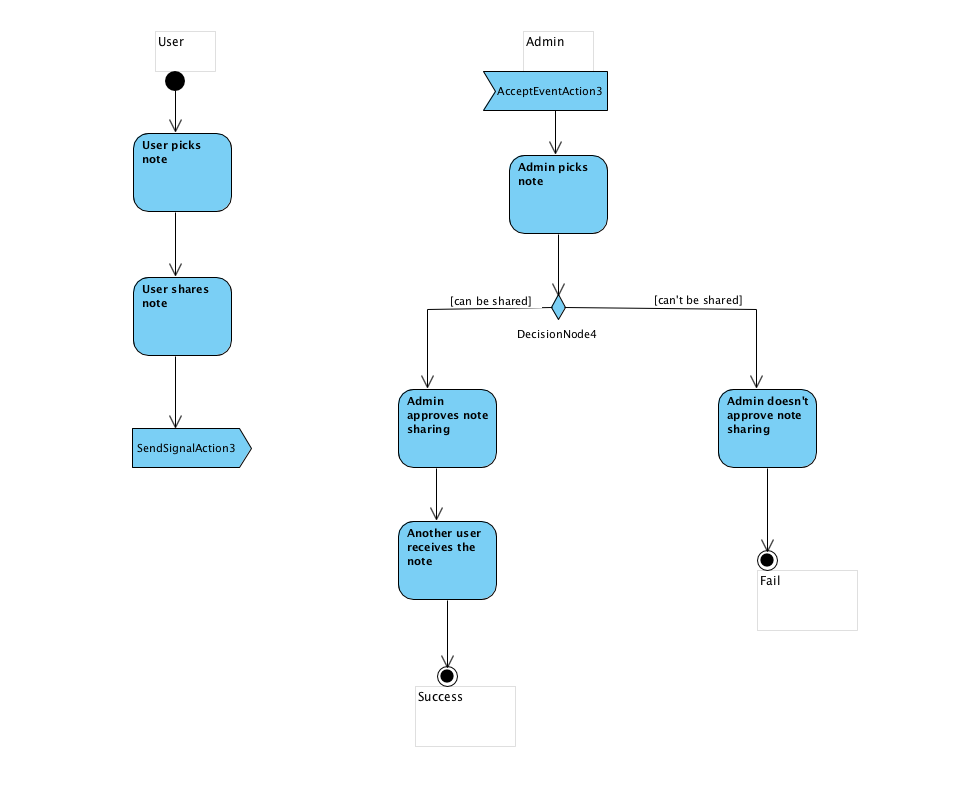 User
User picks
note
User shares
note
SendSignalAction3
Admin
AcceptEventAction3
Admin picks
note
[can be shared]
[can't be shared]
DecisionNode4
Admin
approves note
sharing
Admin doesn't
approve note
sharing
Another user
receives the
note
Fail
Success